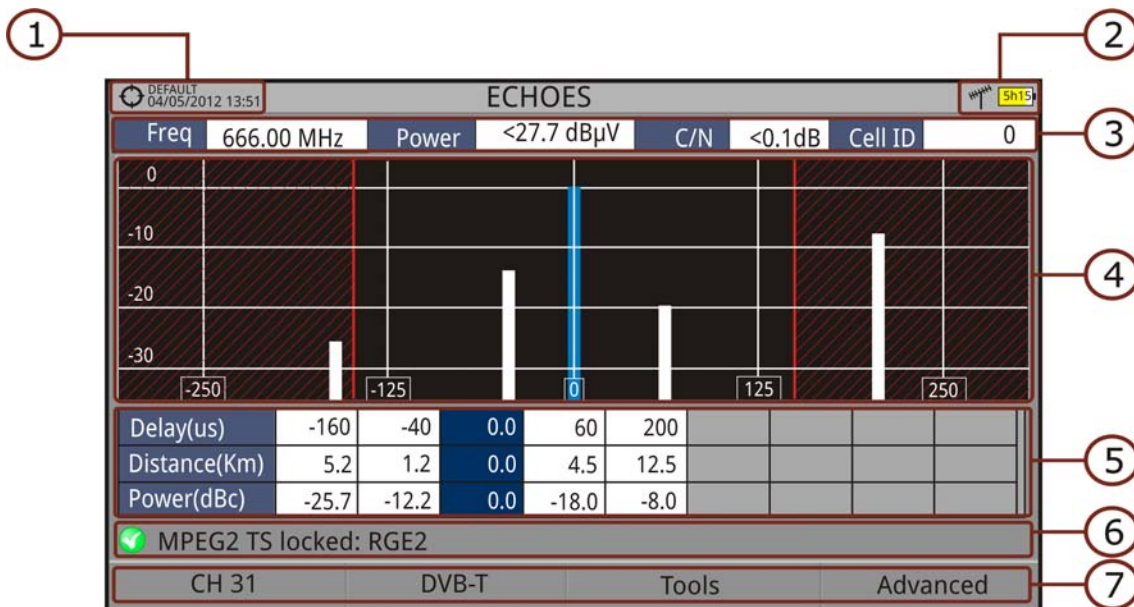 1
2
DEFAULT
04/05/2012 13:51
ECHOES
5h15
Freq 666.00 MHz Power <27.7 dBµV C/N <0.1dB Cell ID 0
3
0
-10
-20
-30
-250 -125 0 125 250
4
Delay(us) -160 -40 0.0 60 200
Distance(Km) 5.2 1.2 0.0 4.5 12.5
Power(dBc) -25.7 -12.2 0.0 -18.0 -8.0
5
MPEG2 TS locked: RGE2
6
CH 31 DVB-T Tools Advanced
7